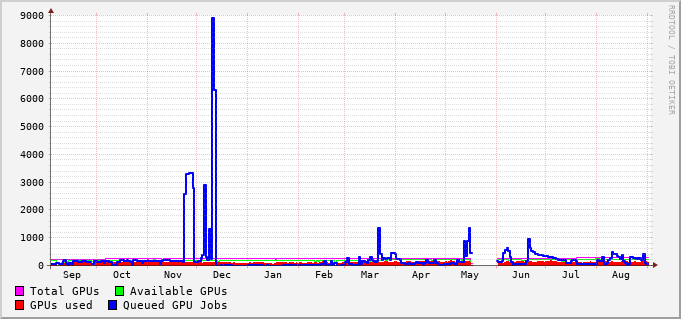 9000
8000
7000
6000
5000
4000
3000
2000
1000
0
Sep Oct Nov Dec Jan Feb Mar Apr May Jun Jul Aug
Total GPUs Available GPUs
GPUs used Queued GPU Jobs
RRDTOOL / TOBI OETIKER